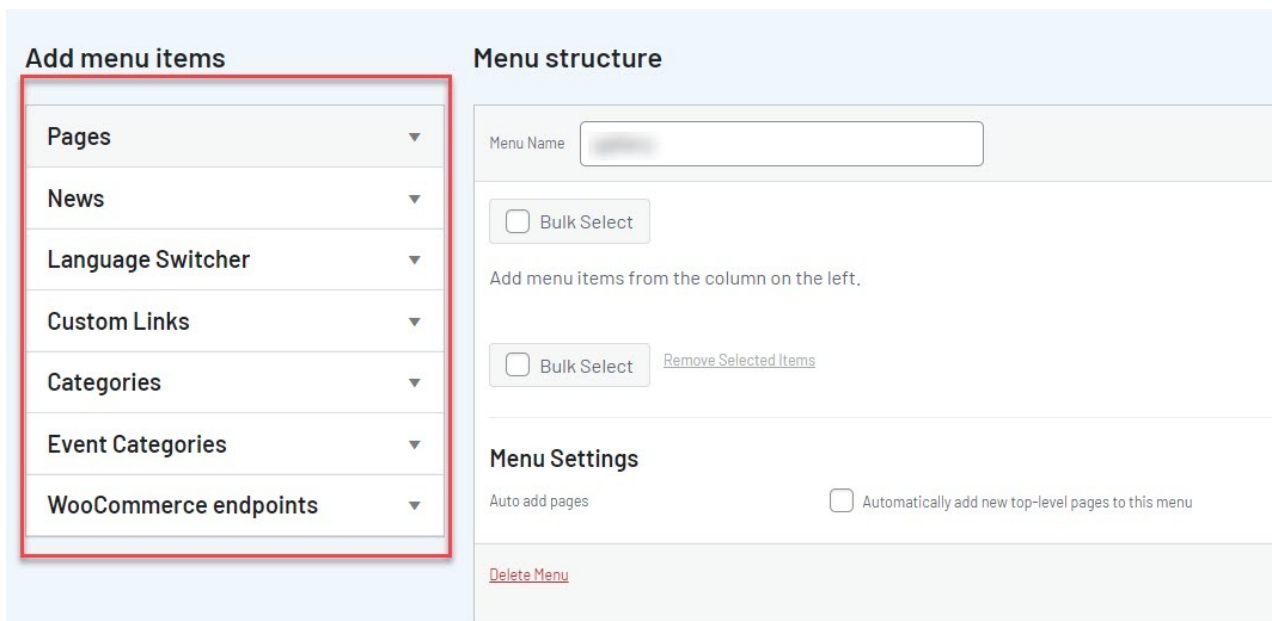 Add menu items
Pages
News
Language Switcher
Custom Links
Categories
Event Categories
WooCommerce endpoints
Menu structure
Menu Name
Bulk Select
Add menu items from the column on the left.
Bulk Select Remove Selected Items
Menu Settings
Auto add pages Automatically add new top-level pages to this menu
Delete Menu